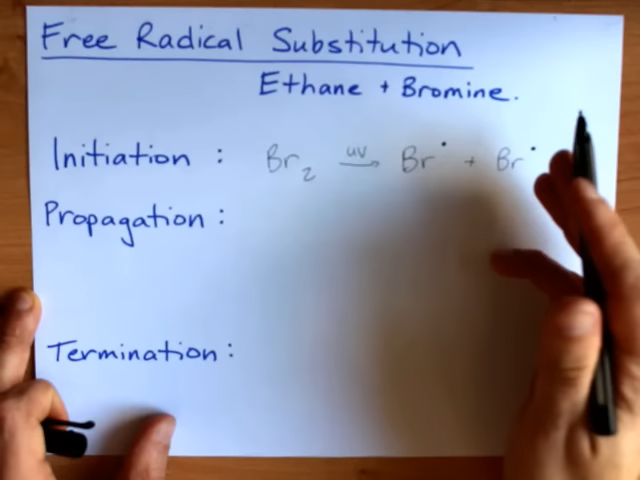 Free Radical Substitution
Ethane + Bromine.
Initiation : Br₂ —uv→ Br• + Br•
Propagation :
Termination :